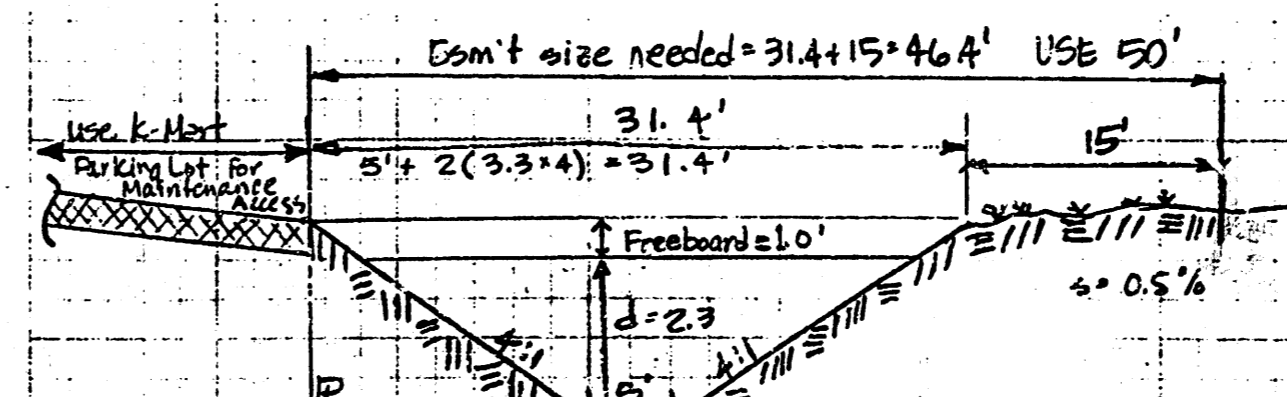 Esm't size needed = 31.4 + 15 = 46.4' USE 50'
31.4'
use K-Mart
Parking Lot for
Maintenance
Access
5' + 2(3.3×4) = 31.4'
15'
Freeboard = 1.0'
s = 0.5%
d = 2.3
4:1
4:1
5'